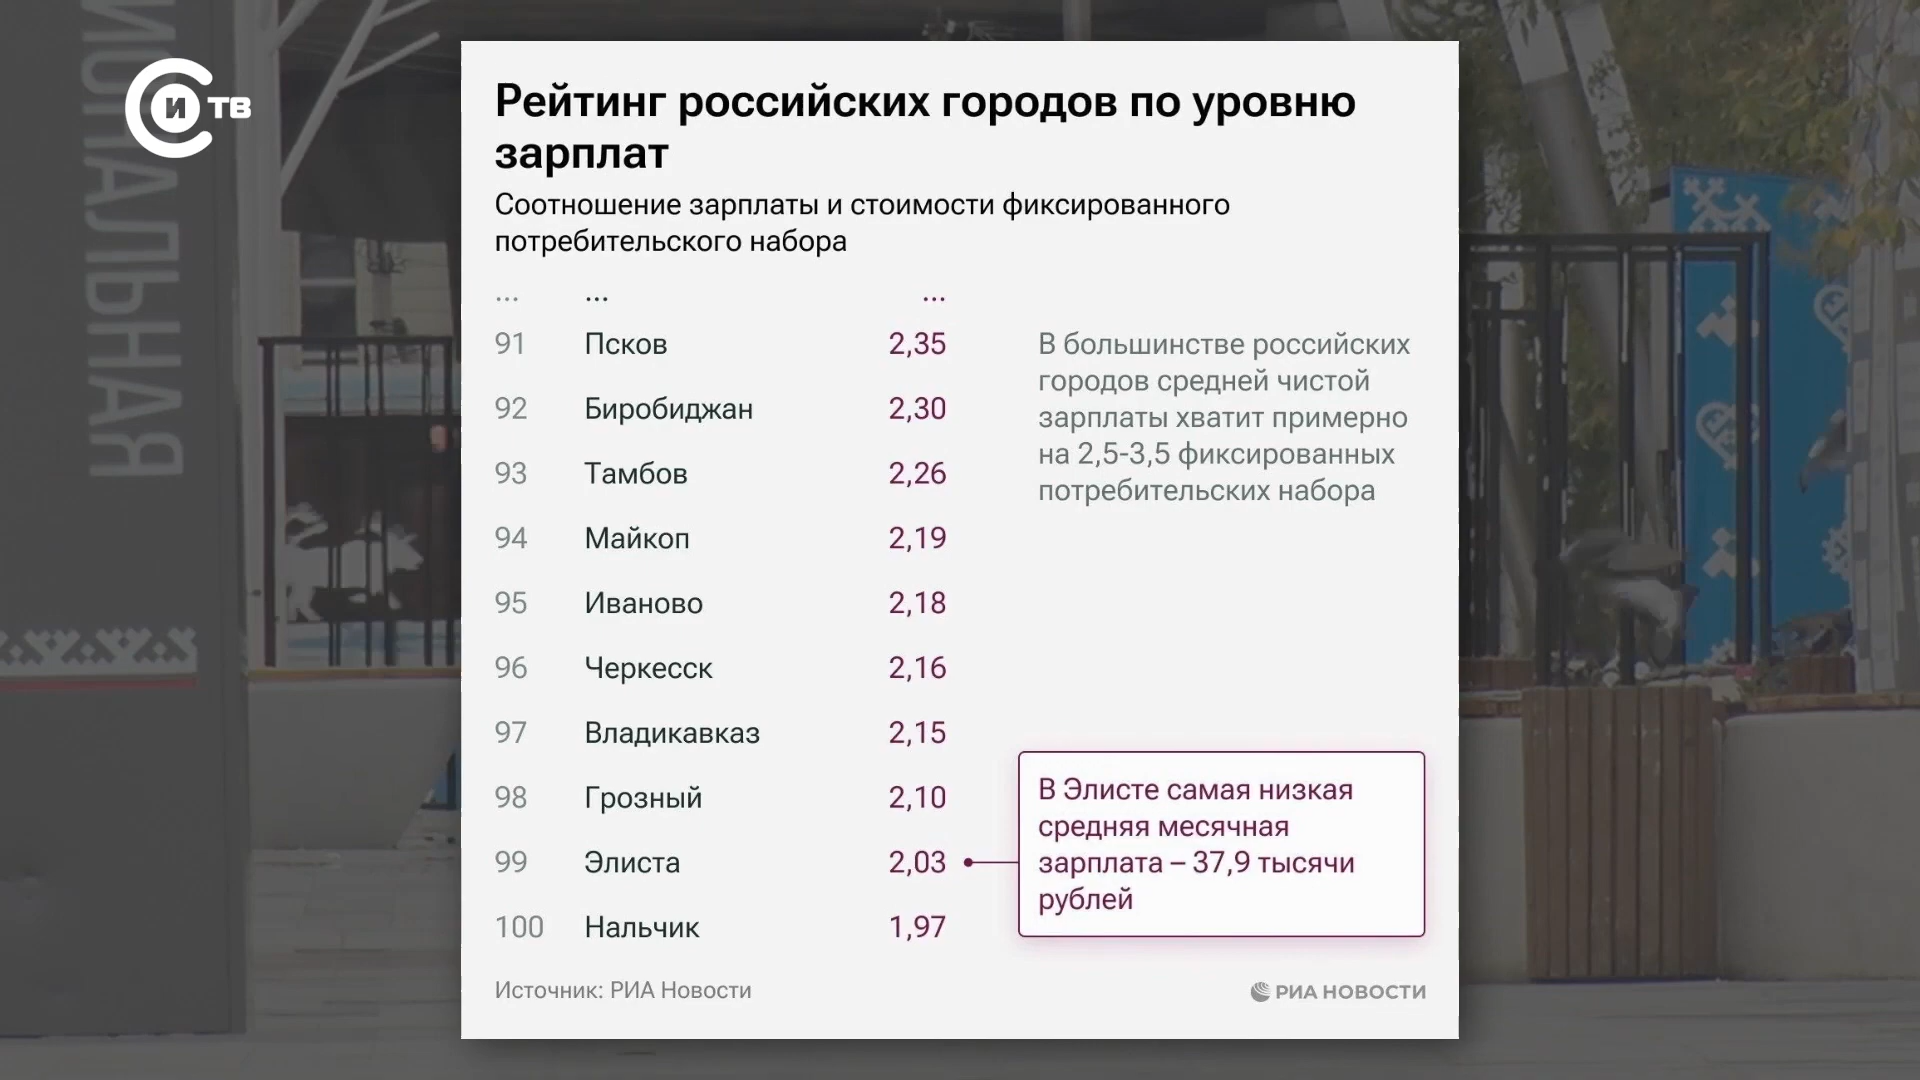 ИОНАЛЬНАЯ
СИТВ
Рейтинг российских городов по уровню
зарплат
Соотношение зарплаты и стоимости фиксированного
потребительского набора
... ... ...
91 Псков 2,35
92 Биробиджан 2,30
93 Тамбов 2,26
94 Майкоп 2,19
95 Иваново 2,18
96 Черкесск 2,16
97 Владикавказ 2,15
98 Грозный 2,10
99 Элиста 2,03
100 Нальчик 1,97
В большинстве российских
городов средней чистой
зарплаты хватит примерно
на 2,5-3,5 фиксированных
потребительских набора
В Элисте самая низкая
средняя месячная
зарплата – 37,9 тысячи
рублей
Источник: РИА Новости
РИА НОВОСТИ